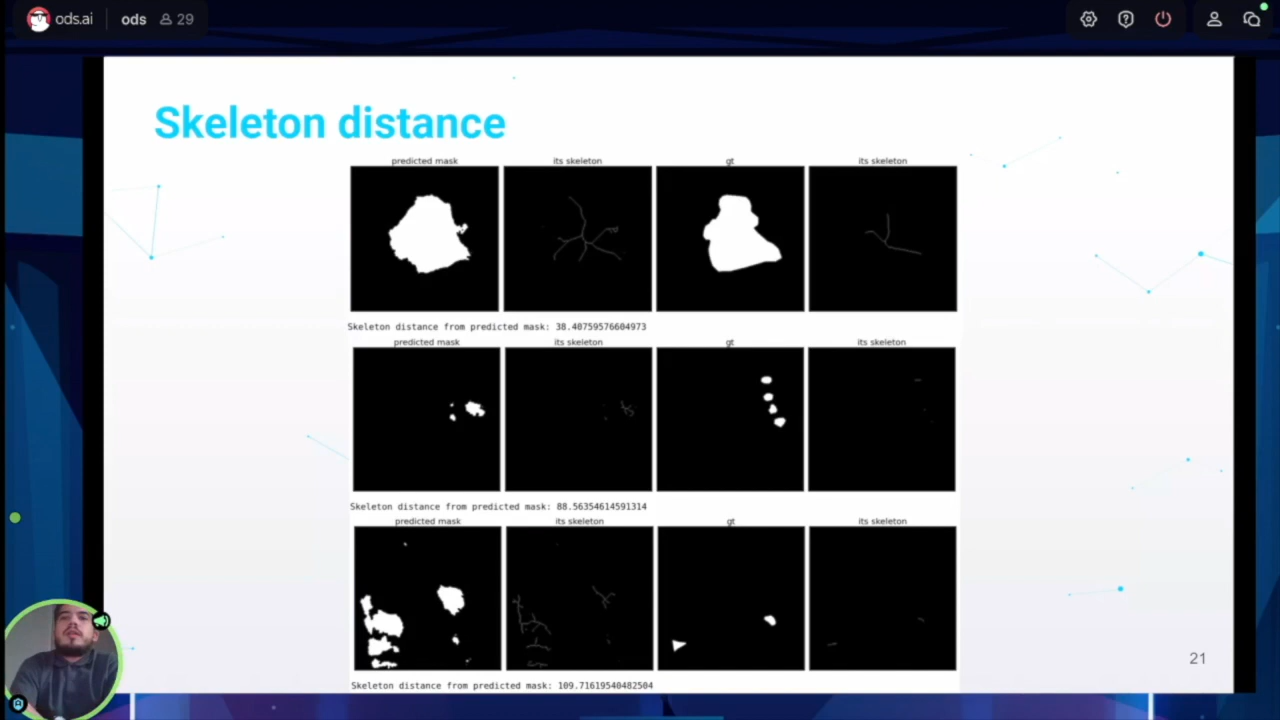 ods.ai ods 29
Skeleton distance
predicted mask its skeleton gt its skeleton
Skeleton distance from predicted mask: 38.40759576604973
predicted mask its skeleton gt its skeleton
Skeleton distance from predicted mask: 88.56354614591314
predicted mask its skeleton gt its skeleton
Skeleton distance from predicted mask: 109.71619540482504
21